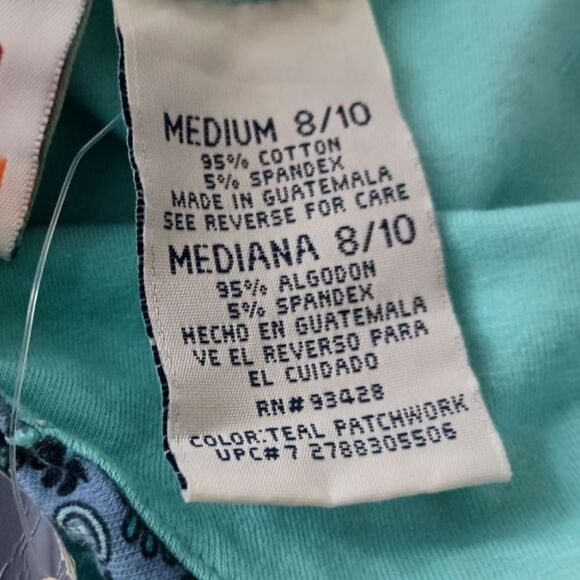 MEDIUM 8/10
95% COTTON
5% SPANDEX
MADE IN GUATEMALA
SEE REVERSE FOR CARE
MEDIANA 8/10
95% ALGODON
5% SPANDEX
HECHO EN GUATEMALA
VE EL REVERSO PARA
EL CUIDADO
RN# 93428
COLOR:TEAL PATCHWORK
UPC# 7 2788305506